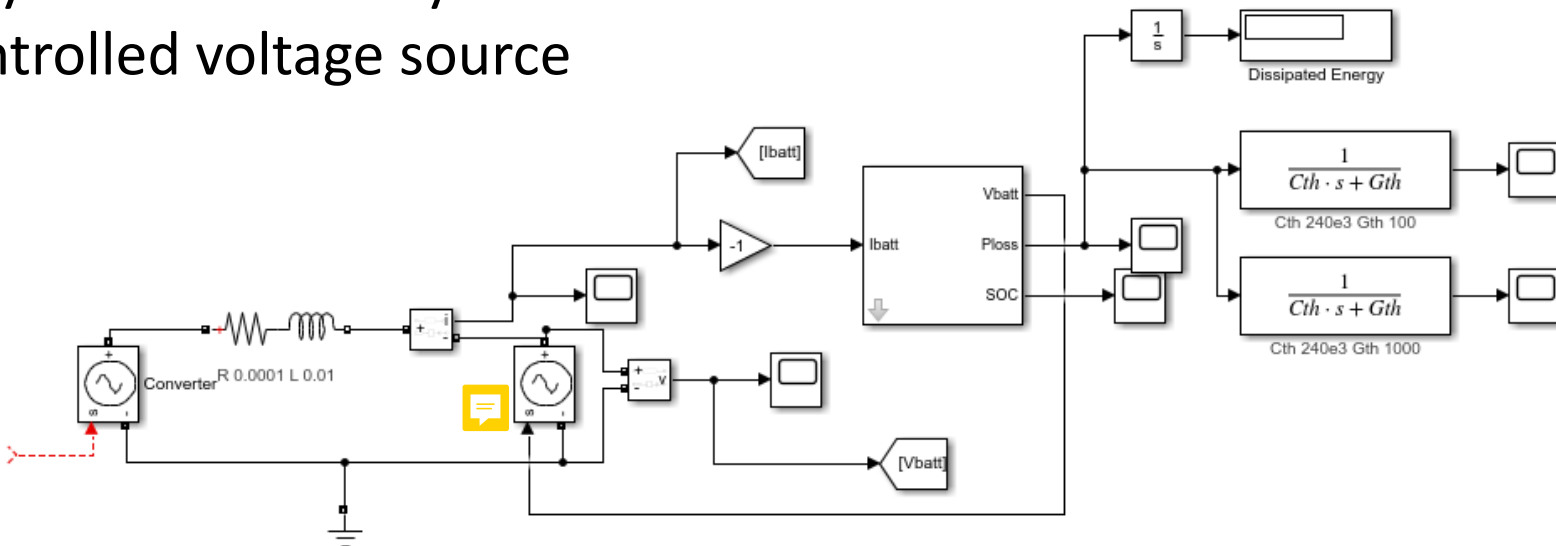 ntrolled voltage source
1
s
Dissipated Energy
[Ibatt]
-1
Ibatt
Vbatt
Ploss
SOC
1
Cth · s + Gth
Cth 240e3 Gth 100
1
Cth · s + Gth
Cth 240e3 Gth 1000
+
i
-
+
s
-
Converter
R 0.0001 L 0.01
+
s
-
+
-
v
[Vbatt]